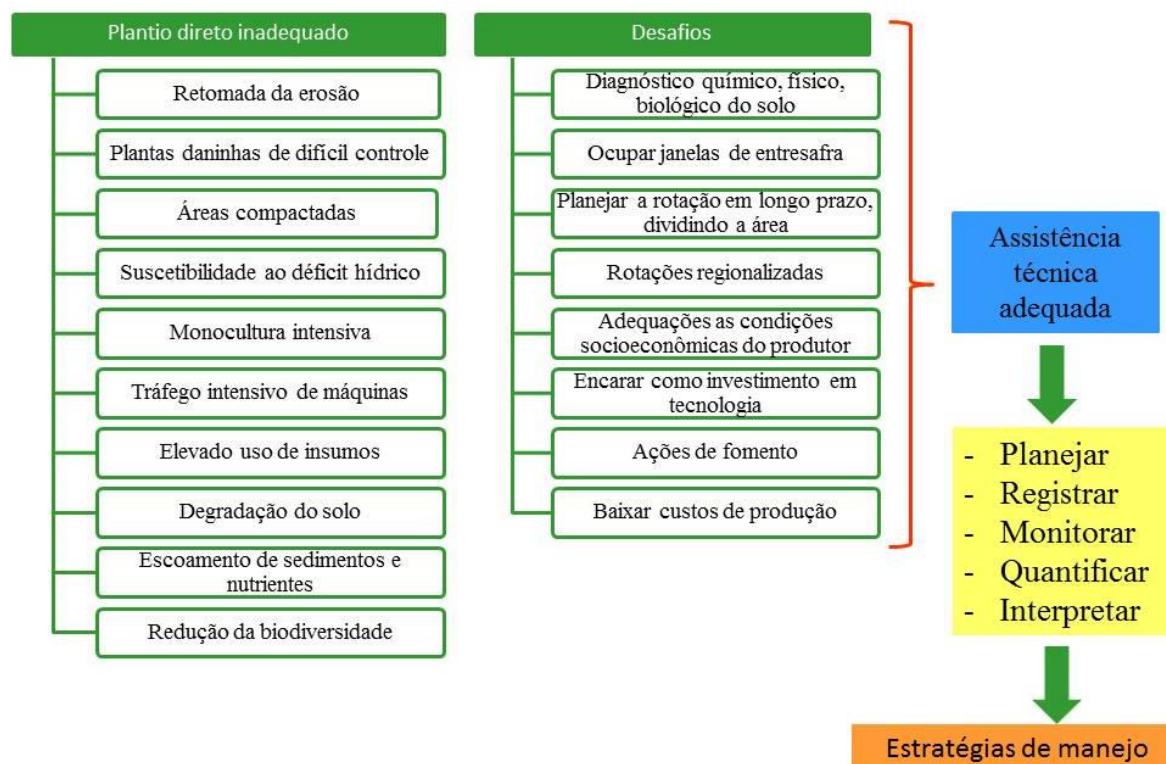 Plantio direto inadequado
Retomada da erosão
Plantas daninhas de difícil controle
Áreas compactadas
Suscetibilidade ao déficit hídrico
Monocultura intensiva
Tráfego intensivo de máquinas
Elevado uso de insumos
Degradação do solo
Escoamento de sedimentos e
nutrientes
Redução da biodiversidade
Desafios
Diagnóstico químico, físico,
biológico do solo
Ocupar janelas de entresafra
Planejar a rotação em longo prazo,
dividindo a área
Rotações regionalizadas
Adequações as condições
socioeconômicas do produtor
Encarar como investimento em
tecnologia
Ações de fomento
Baixar custos de produção
Assistência
técnica
adequada
- Planejar
- Registrar
- Monitorar
- Quantificar
- Interpretar
Estratégias de manejo